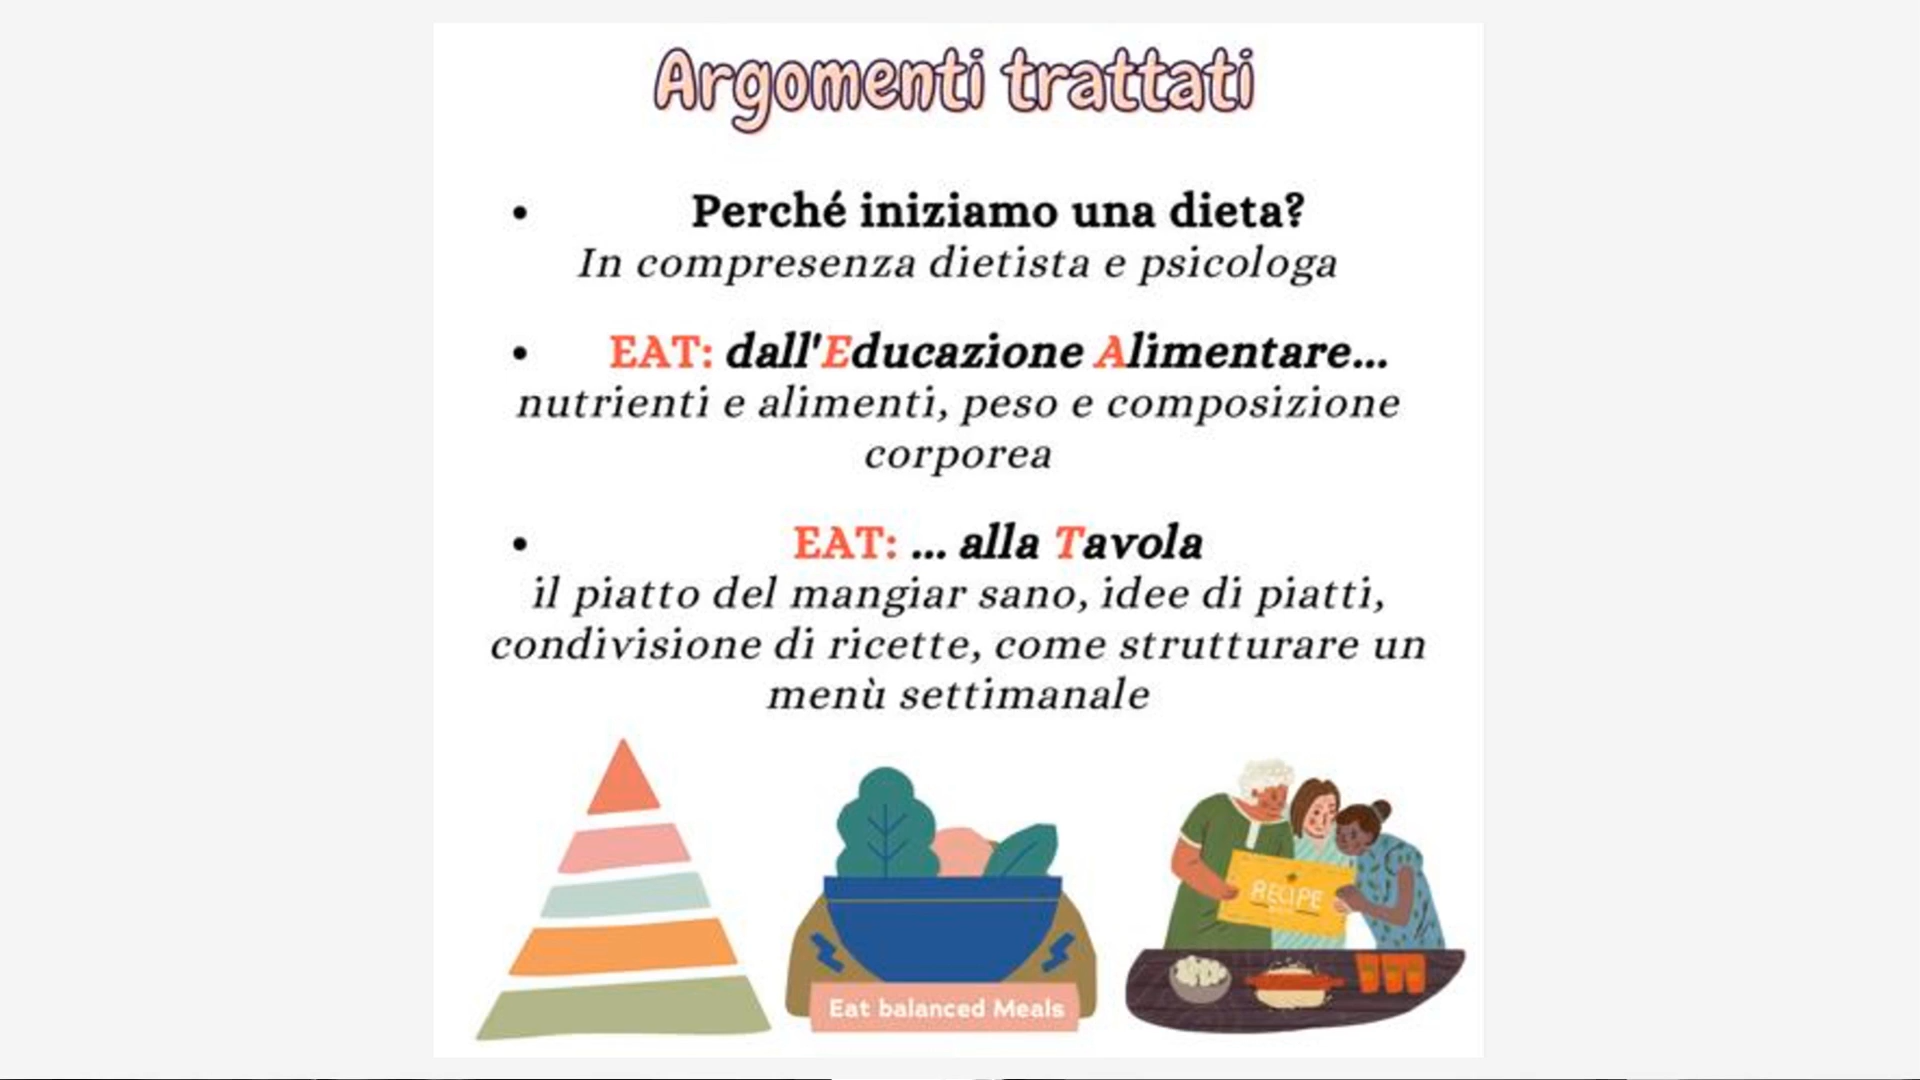 Argomenti trattati
• Perché iniziamo una dieta?
In compresenza dietista e psicologa
• EAT: dall'Educazione Alimentare...
nutrienti e alimenti, peso e composizione
corporea
• EAT: ... alla Tavola
il piatto del mangiar sano, idee di piatti,
condivisione di ricette, come strutturare un
menù settimanale
RECIPE
Eat balanced Meals